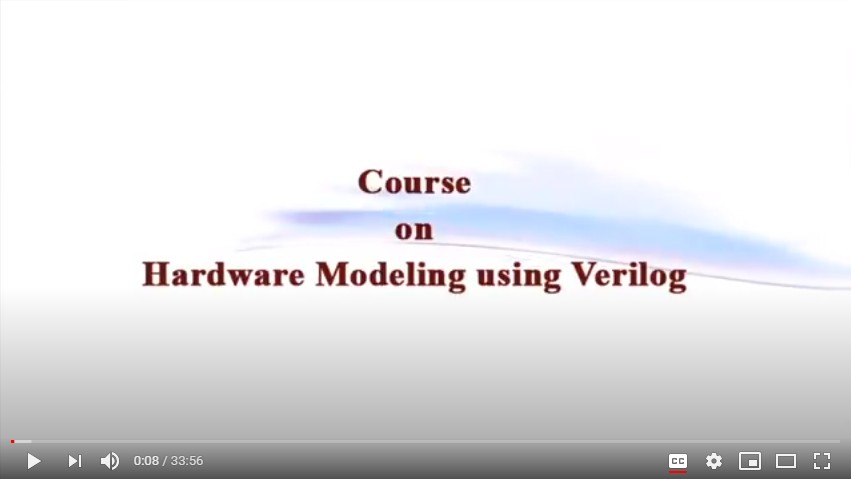 Course
on
Hardware Modeling using Verilog
0:08 / 33:56
CC